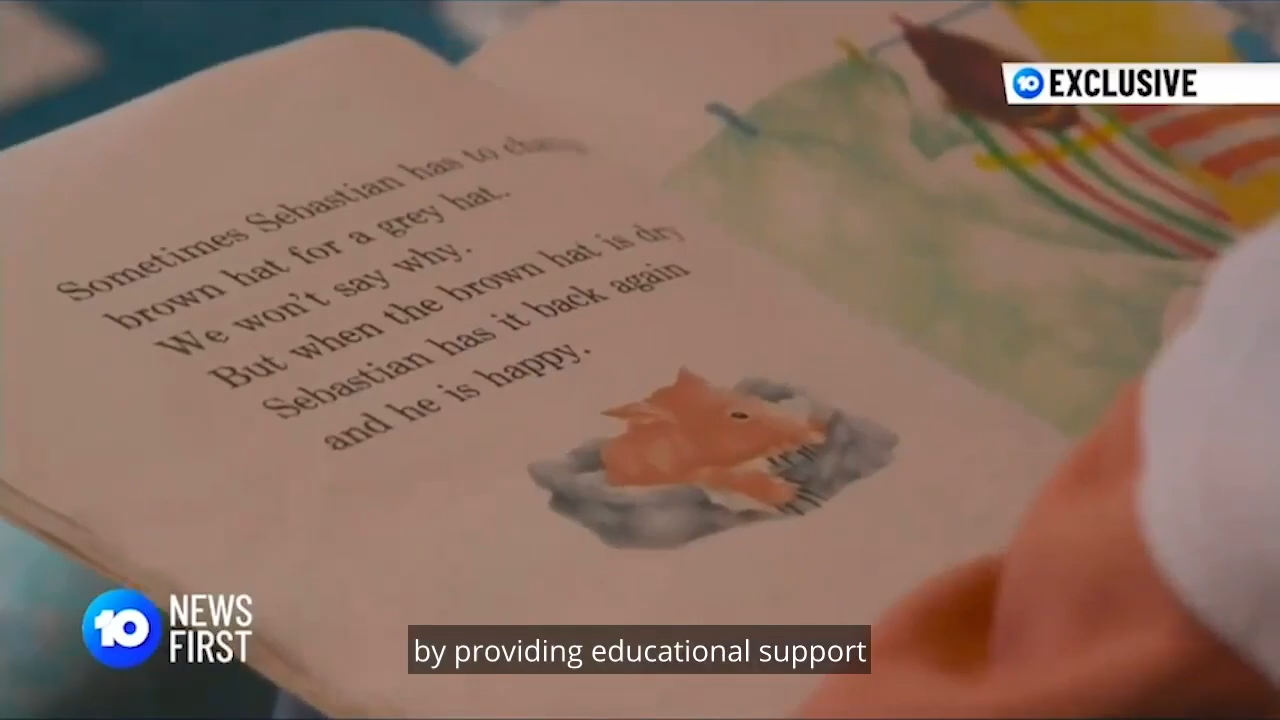 10 EXCLUSIVE
Sometimes Sebastian has to
brown hat for a grey hat.
We won't say why.
But when the brown hat is dry
Sebastian has it back again
and he is happy.
10 NEWS
FIRST
by providing educational support